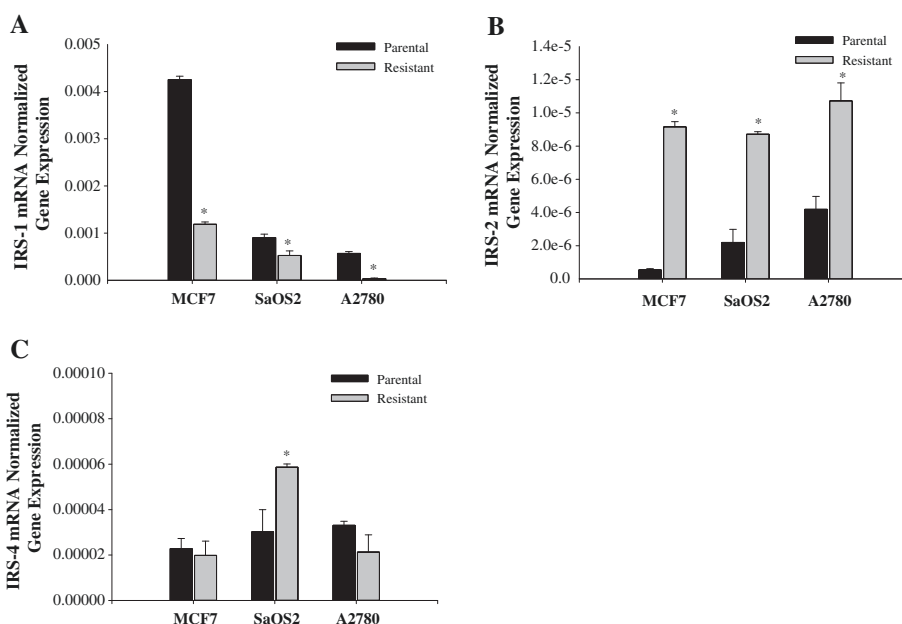 A
IRS-1 mRNA Normalized
Gene Expression
0.005
0.004
0.003
0.002
0.001
0.000
Parental
Resistant
*
*
*
MCF7 SaOS2 A2780
B
IRS-2 mRNA Normalized
Gene Expression
1.4e-5
1.2e-5
1.0e-5
8.0e-6
6.0e-6
4.0e-6
2.0e-6
0.0
Parental
Resistant
*
*
*
MCF7 SaOS2 A2780
C
IRS-4 mRNA Normalized
Gene Expression
0.00010
0.00008
0.00006
0.00004
0.00002
0.00000
Parental
Resistant
*
MCF7 SaOS2 A2780